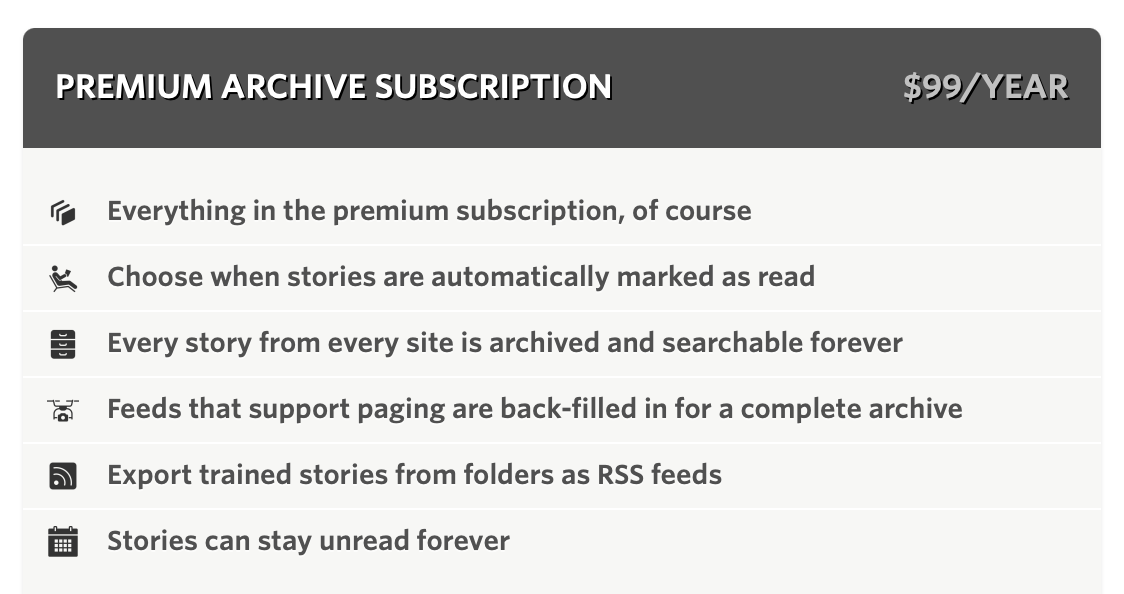 PREMIUM ARCHIVE SUBSCRIPTION $99/YEAR
Everything in the premium subscription, of course
Choose when stories are automatically marked as read
Every story from every site is archived and searchable forever
Feeds that support paging are back-filled in for a complete archive
Export trained stories from folders as RSS feeds
Stories can stay unread forever